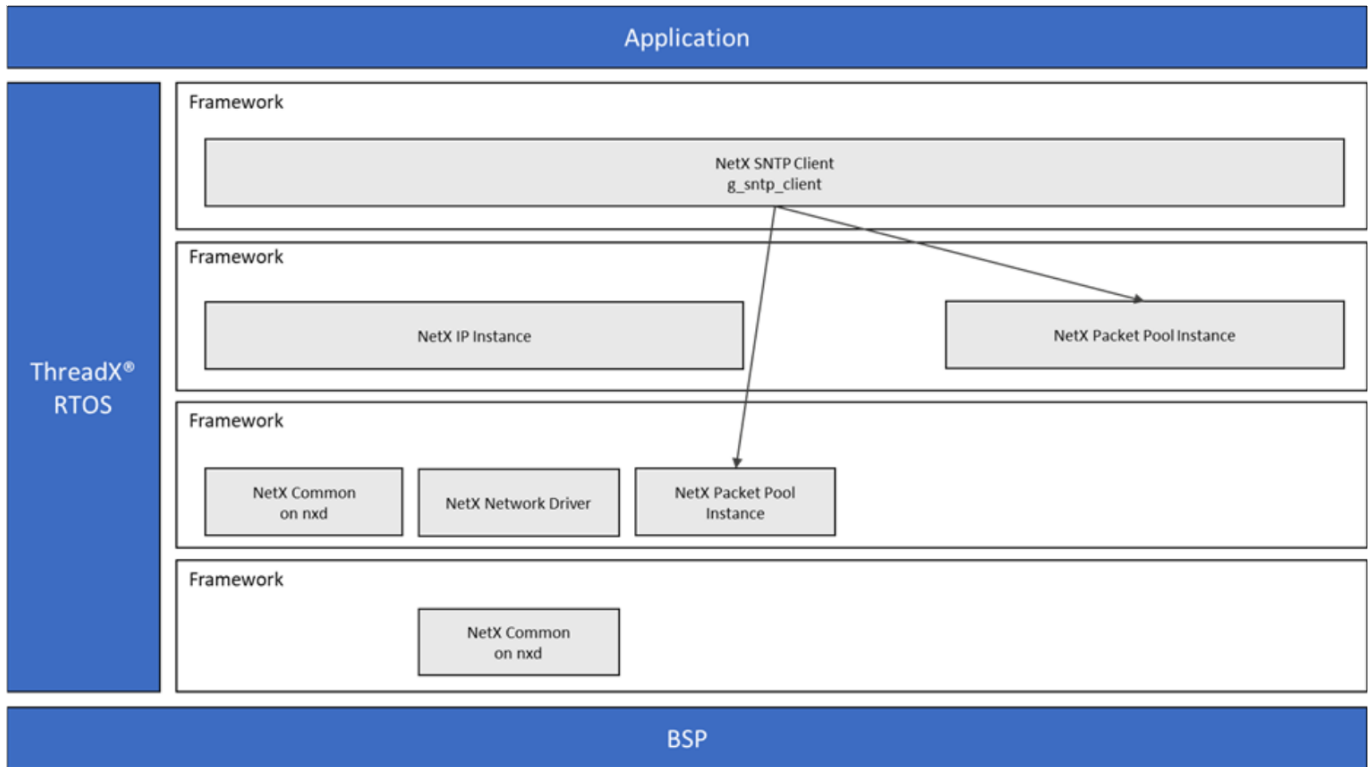 Application
ThreadX®
RTOS
Framework
NetX SNTP Client
g_sntp_client
Framework
NetX IP Instance
NetX Packet Pool Instance
Framework
NetX Common
on nxd
NetX Network Driver
NetX Packet Pool
Instance
Framework
NetX Common
on nxd
BSP